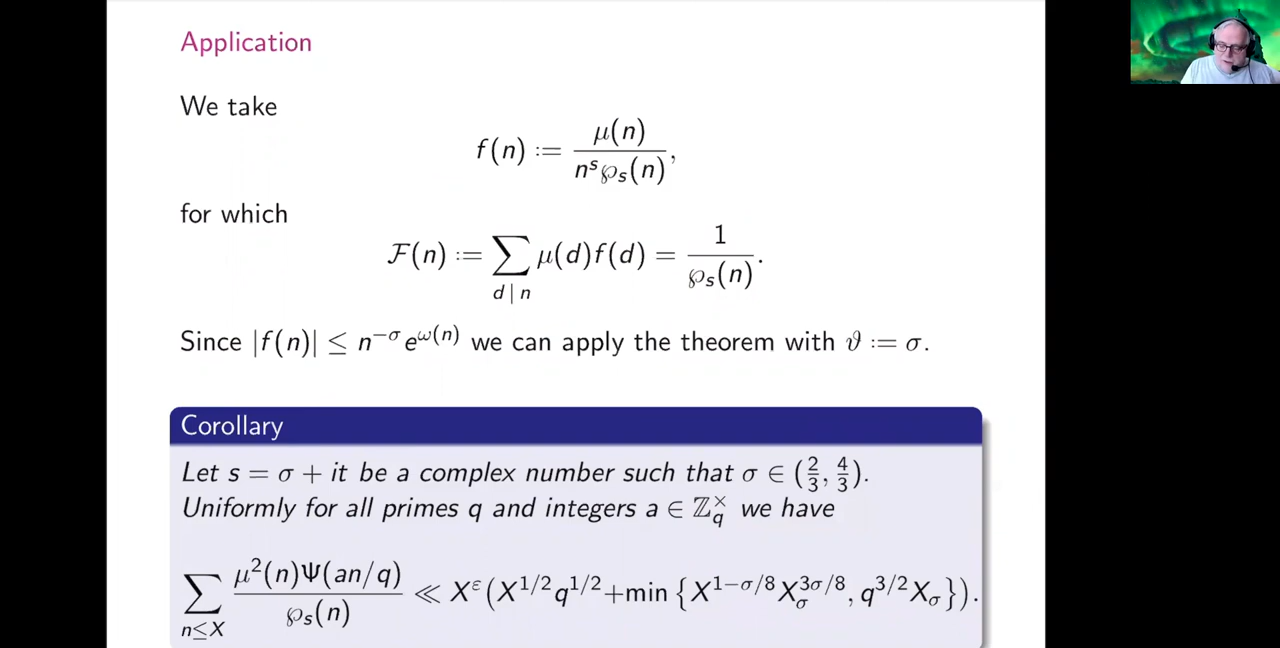 Application
We take
f(n) := μ(n) / (n^s ℘_s(n)),
for which
𝓕(n) := ∑_{d | n} μ(d)f(d) = 1 / ℘_s(n).
Since |f(n)| ≤ n^{−σ} e^{ω(n)} we can apply the theorem with ϑ := σ.
Corollary
Let s = σ + it be a complex number such that σ ∈ (2/3, 4/3).
Uniformly for all primes q and integers a ∈ ℤ_q^× we have
∑_{n≤X} μ²(n)Ψ(an/q) / ℘_s(n) ≪ X^ε (X^{1/2} q^{1/2} + min {X^{1−σ/8} X_σ^{3σ/8}, q^{3/2} X_σ}).